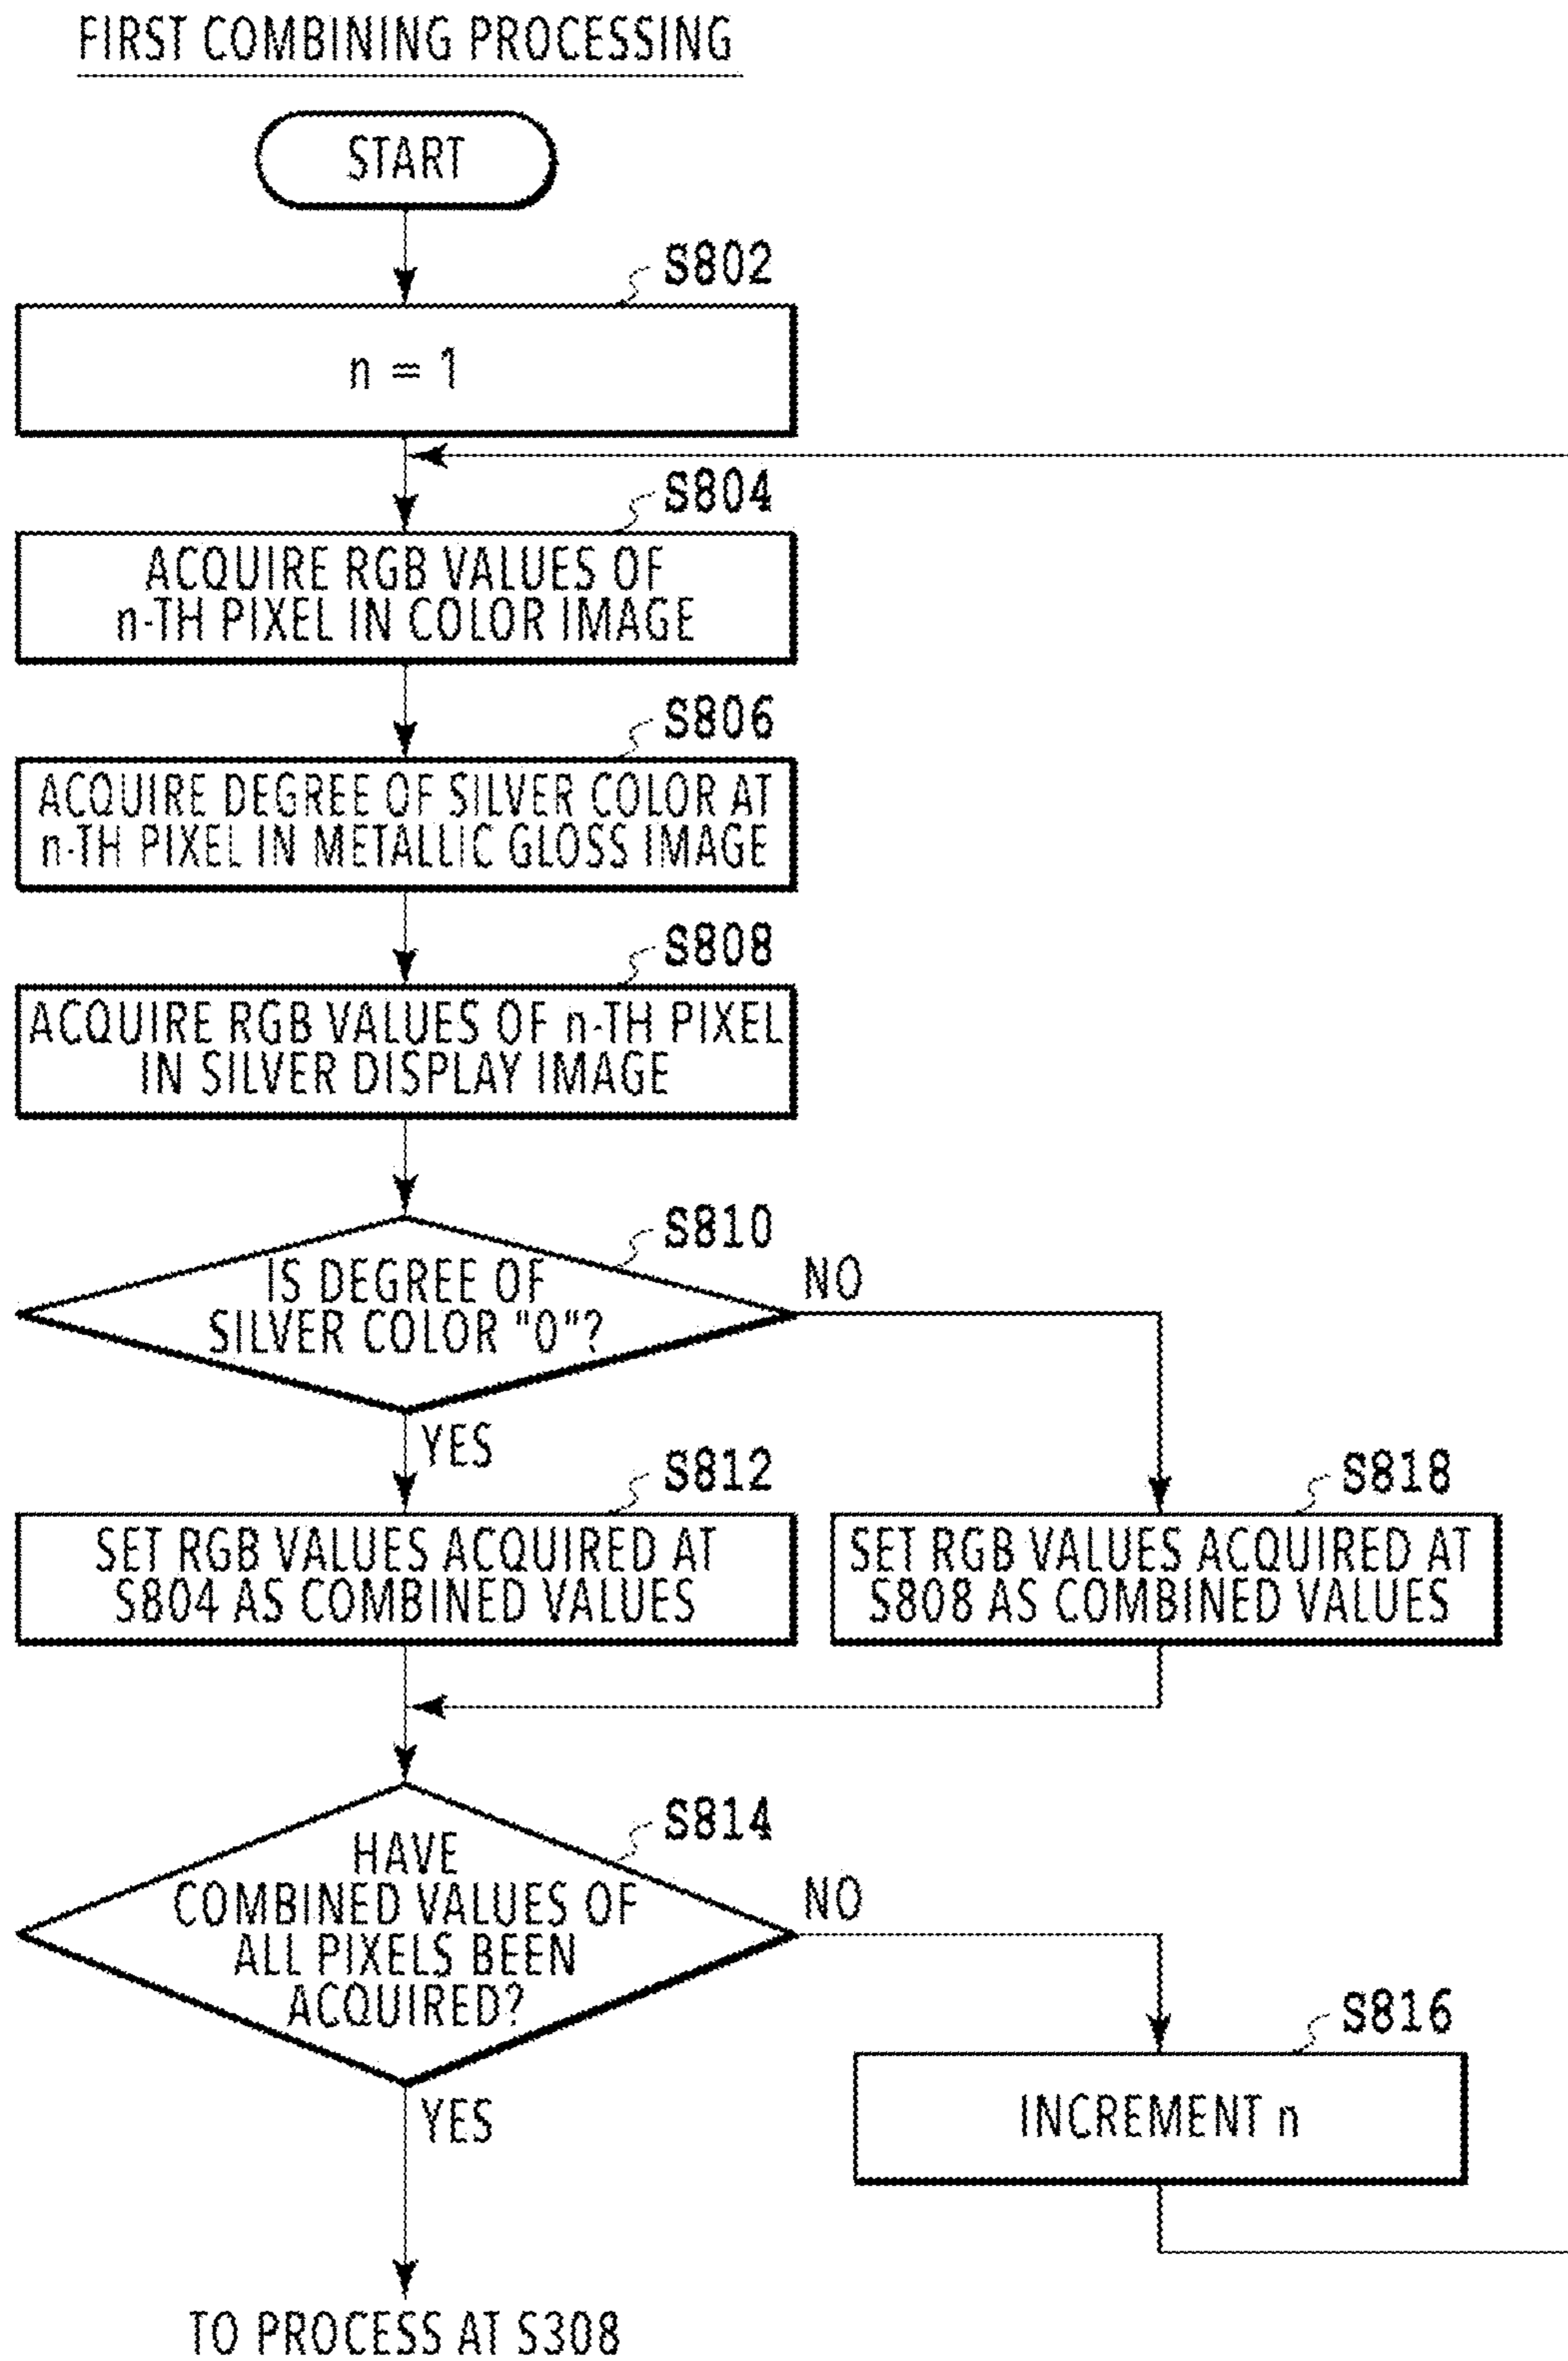 FIRST COMBINING PROCESSING
START
S802
n = 1
S804
ACQUIRE RGB VALUES OF
n-TH PIXEL IN COLOR IMAGE
S806
ACQUIRE DEGREE OF SILVER COLOR AT
n-TH PIXEL IN METALLIC GLOSS IMAGE
S808
ACQUIRE RGB VALUES OF n-TH PIXEL
IN SILVER DISPLAY IMAGE
S810
IS DEGREE OF
SILVER COLOR "0"?
NO
YES
S812
SET RGB VALUES ACQUIRED AT
S804 AS COMBINED VALUES
S818
SET RGB VALUES ACQUIRED AT
S808 AS COMBINED VALUES
S814
HAVE
COMBINED VALUES OF
ALL PIXELS BEEN
ACQUIRED?
NO
YES
S816
INCREMENT n
TO PROCESS AT S308